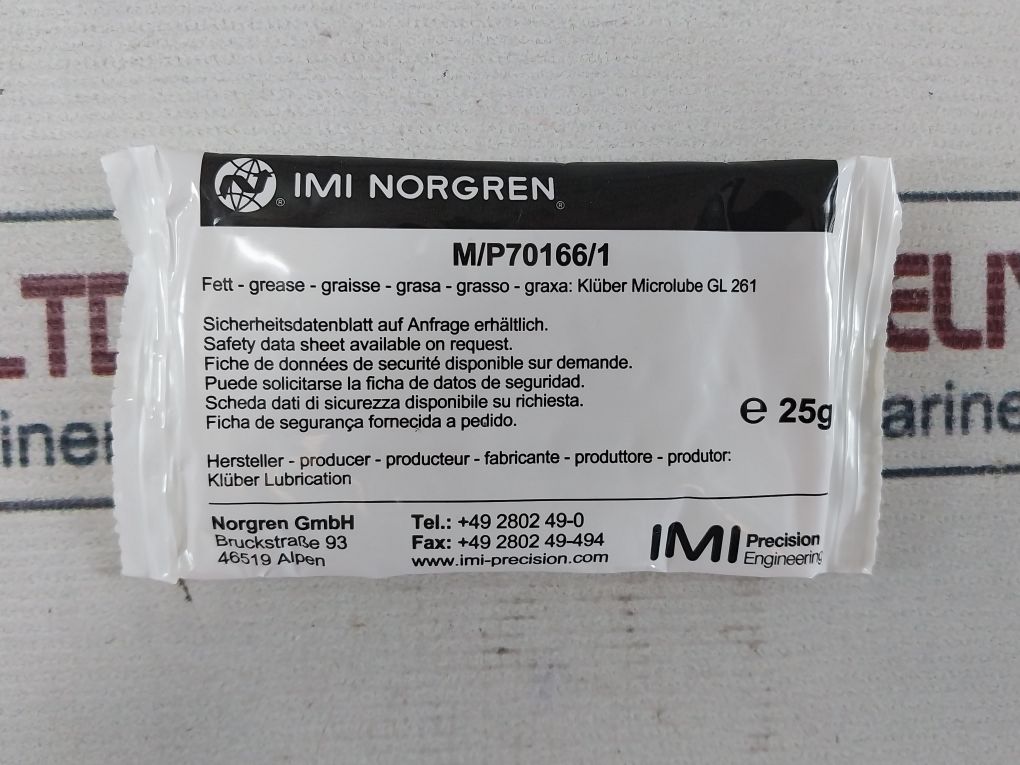 IMI NORGREN®
M/P70166/1
Fett - grease - graisse - grasa - grasso - graxa: Klüber Microlube GL 261
Sicherheitsdatenblatt auf Anfrage erhältlich.
Safety data sheet available on request.
Fiche de données de securité disponible sur demande.
Puede solicitarse la ficha de datos de seguridad.
Scheda dati di sicurezza disponibile su richiesta.
Ficha de segurança fornecida a pedido.
℮ 25g
Hersteller - producer - producteur - fabricante - produttore - produtor:
Klüber Lubrication
Norgren GmbH
Bruckstraße 93
46519 Alpen
Tel.: +49 2802 49-0
Fax: +49 2802 49-494
www.imi-precision.com
IMI Precision
Engineering